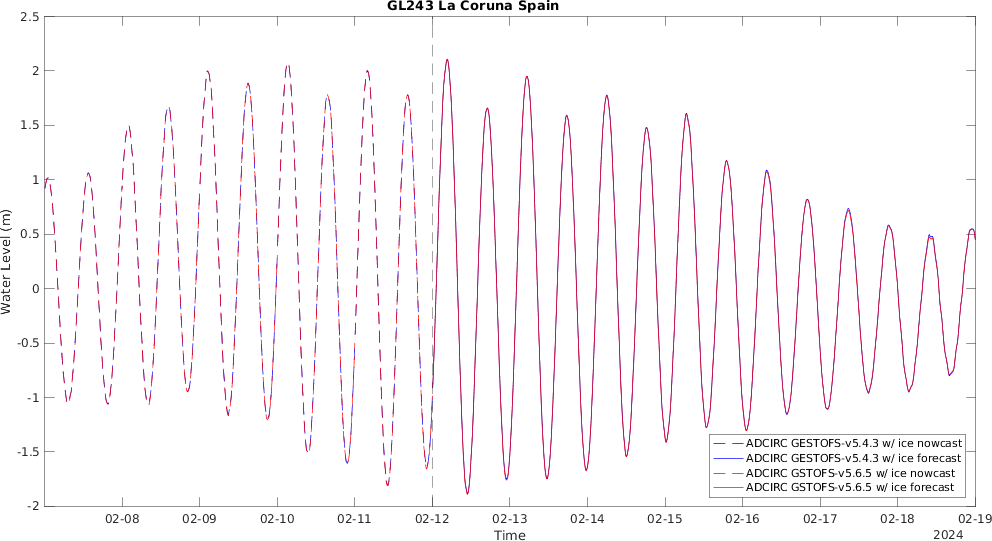 GL243 La Coruna Spain
2.5
2
1.5
1
0.5
0
-0.5
-1
-1.5
-2
Water Level (m)
ADCIRC GESTOFS-v5.4.3 w/ ice nowcast
ADCIRC GESTOFS-v5.4.3 w/ ice forecast
ADCIRC GSTOFS-v5.6.5 w/ ice nowcast
ADCIRC GSTOFS-v5.6.5 w/ ice forecast
02-08 02-09 02-10 02-11 02-12 02-13 02-14 02-15 02-16 02-17 02-18 02-19
Time
2024